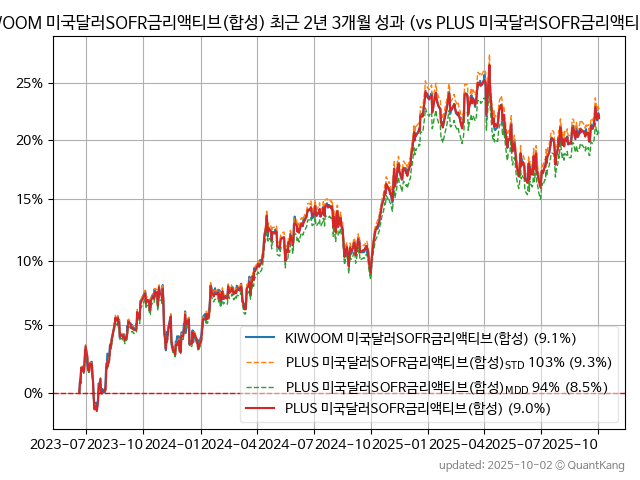 WOOM 미국달러SOFR금리액티브(합성) 최근 2년 3개월 성과 (vs PLUS 미국달러SOFR금리액티
25%
20%
15%
10%
5%
0%
KIWOOM 미국달러SOFR금리액티브(합성) (9.1%)
PLUS 미국달러SOFR금리액티브(합성)STD 103% (9.3%)
PLUS 미국달러SOFR금리액티브(합성)MDD 94% (8.5%)
PLUS 미국달러SOFR금리액티브(합성) (9.0%)
2023-07 2023-10 2024-01 2024-04 2024-07 2024-10 2025-01 2025-04 2025-07 2025-10
updated: 2025-10-02 © QuantKang